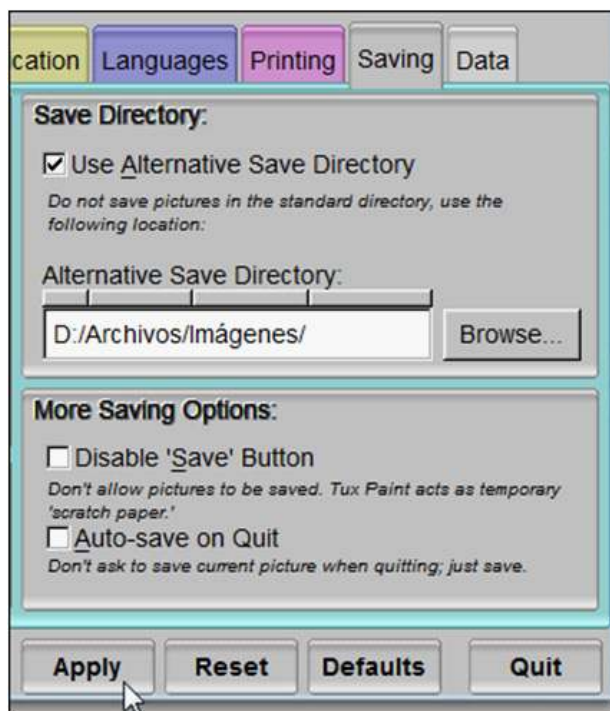 cation Languages Printing Saving Data
Save Directory:
Use Alternative Save Directory
Do not save pictures in the standard directory, use the
following location:
Alternative Save Directory:
D:/Archivos/Imágenes/ Browse...
More Saving Options:
Disable 'Save' Button
Don't allow pictures to be saved. Tux Paint acts as temporary
'scratch paper.'
Auto-save on Quit
Don't ask to save current picture when quitting; just save.
Apply Reset Defaults Quit